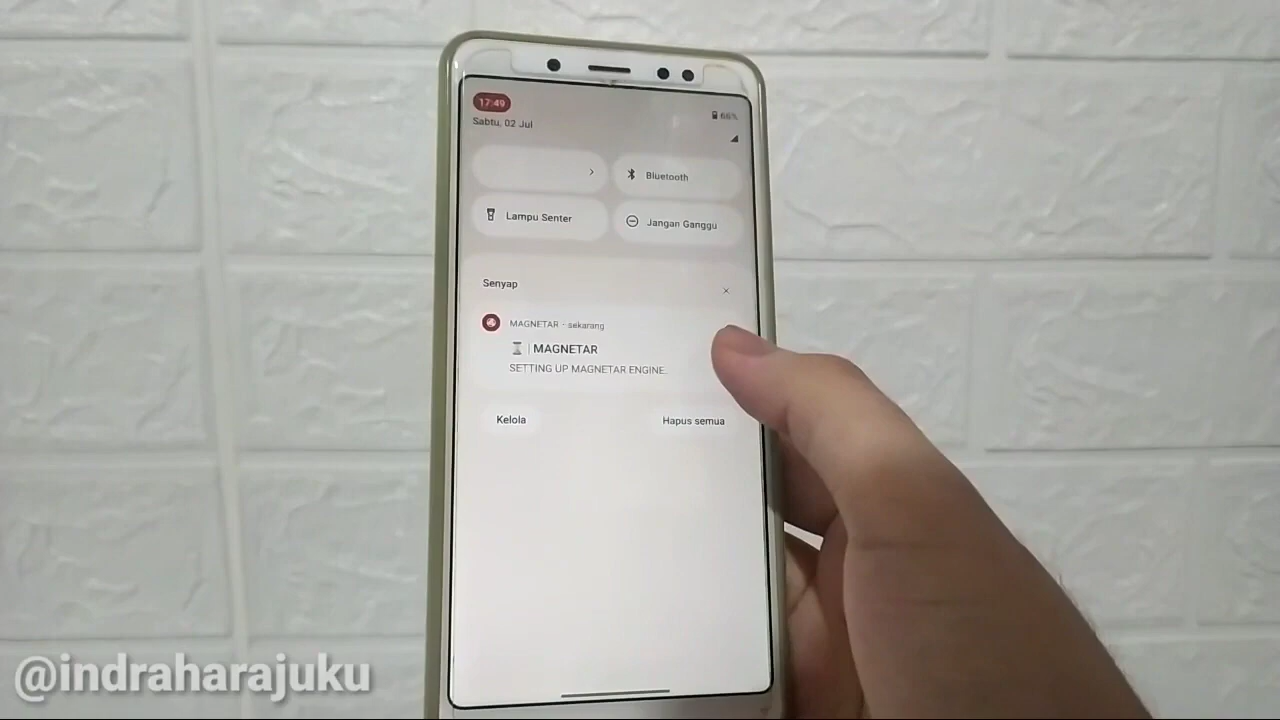 17:49
66%
Sabtu, 02 Jul
Bluetooth
Lampu Senter
Jangan Ganggu
Senyap
MAGNETAR · sekarang
⌛ | MAGNETAR
SETTING UP MAGNETAR ENGINE..
Kelola
Hapus semua
@indraharajuku